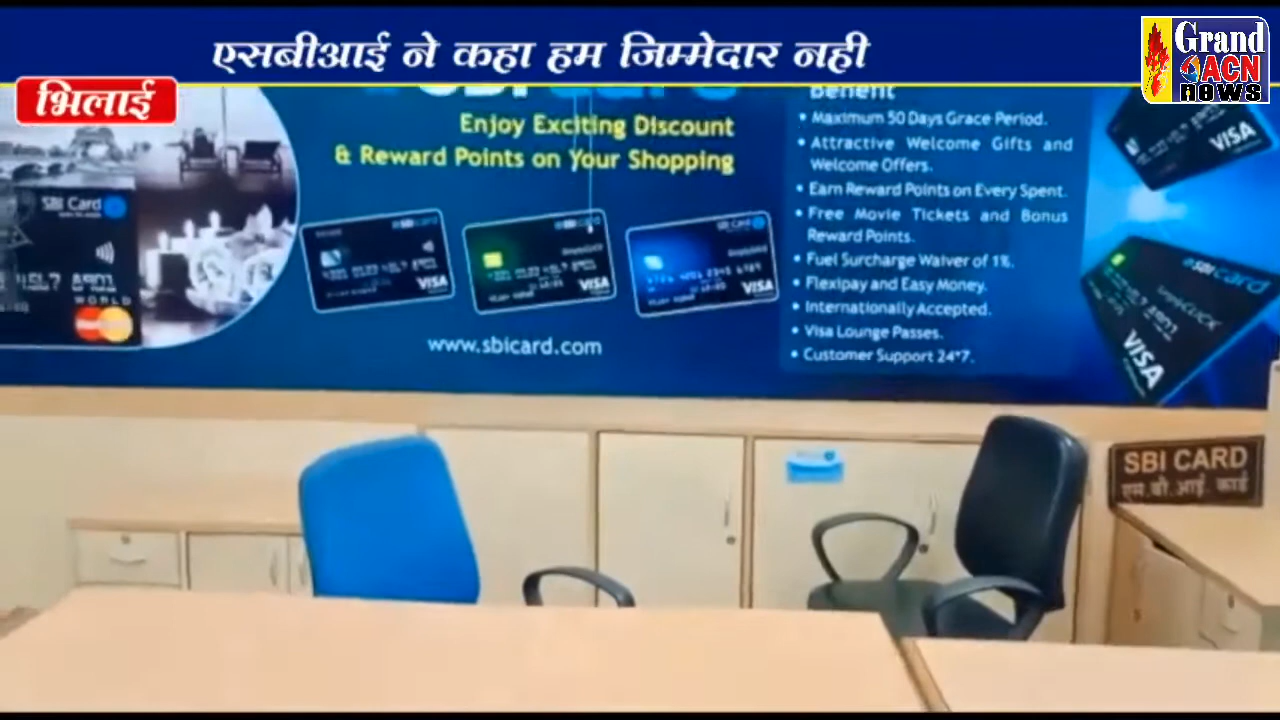 एसबीआई ने कहा हम जिम्मेदार नही
Grand
ACN
news
भिलाई
Benefit
Enjoy Exciting Discount
& Reward Points on Your Shopping
• Maximum 50 Days Grace Period.
• Attractive Welcome Gifts and
Welcome Offers.
• Earn Reward Points on Every Spent.
• Free Movie Tickets and Bonus
Reward Points.
• Fuel Surcharge Waiver of 1%.
• Flexipay and Easy Money.
• Internationally Accepted.
• Visa Lounge Passes.
• Customer Support 24*7.
www.sbicard.com
SBI Card
WORLD
VISA
VISA
SBI Card
VISA
VISA
SBI Card
VISA
SBI CARD
एस.बी.आई. कार्ड